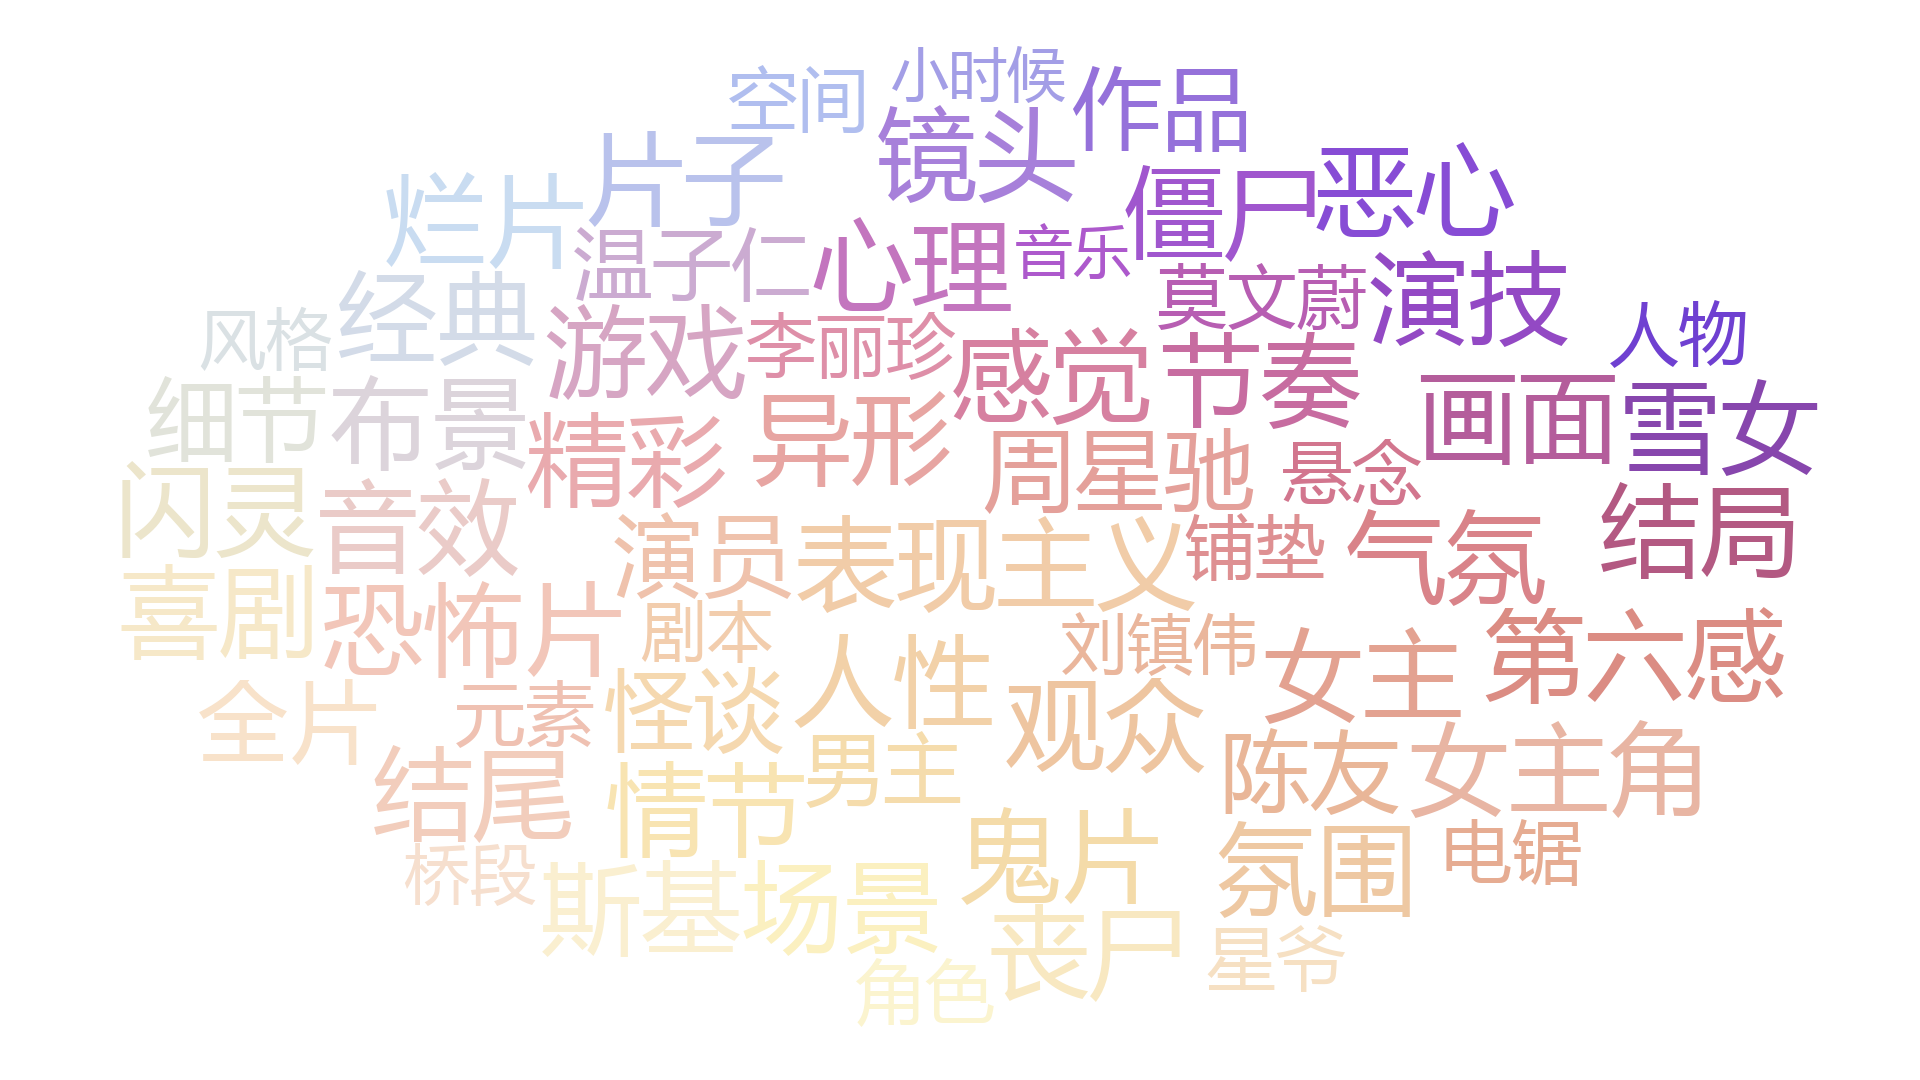 小时候
空间
作品
镜头
片子
恶心
僵尸
烂片
温子仁
心理
音乐
莫文蔚
演技
经典
风格
游戏
李丽珍
感觉
节奏
人物
细节
布景
精彩
异形
周星驰
悬念
画面
雪女
闪灵
音效
演员
表现主义
铺垫
气氛
结局
喜剧
恐怖片
剧本
人性
刘镇伟
女主
第六感
全片
元素
怪谈
观众
陈友
女主角
结尾
情节
男主
鬼片
氛围
电锯
桥段
斯基
场景
丧尸
星爷
角色